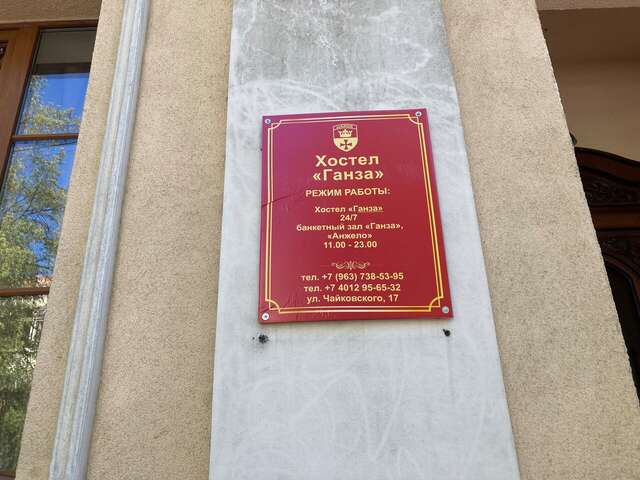 Хостел
«Ганза»
РЕЖИМ РАБОТЫ:
Хостел «Ганза»
24/7
банкетный зал «Ганза»,
«Анжело»
11.00 - 23.00
тел. +7 (963) 738-53-95
тел. +7 4012 95-65-32
ул. Чайковского, 17